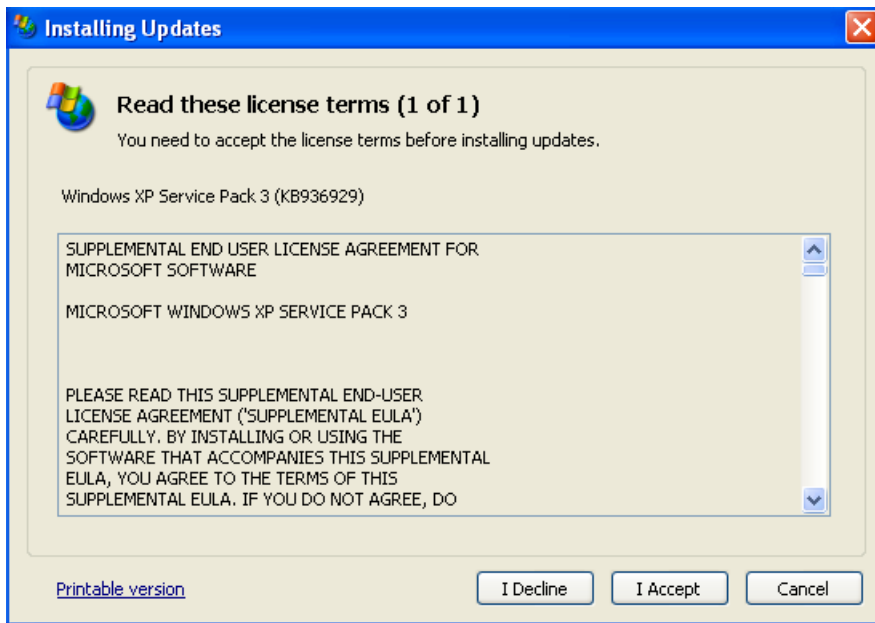 Installing Updates
Read these license terms (1 of 1)
You need to accept the license terms before installing updates.
Windows XP Service Pack 3 (KB936929)
SUPPLEMENTAL END USER LICENSE AGREEMENT FOR
MICROSOFT SOFTWARE
MICROSOFT WINDOWS XP SERVICE PACK 3
PLEASE READ THIS SUPPLEMENTAL END-USER
LICENSE AGREEMENT ('SUPPLEMENTAL EULA')
CAREFULLY. BY INSTALLING OR USING THE
SOFTWARE THAT ACCOMPANIES THIS SUPPLEMENTAL
EULA, YOU AGREE TO THE TERMS OF THIS
SUPPLEMENTAL EULA. IF YOU DO NOT AGREE, DO
Printable version
I Decline
I Accept
Cancel